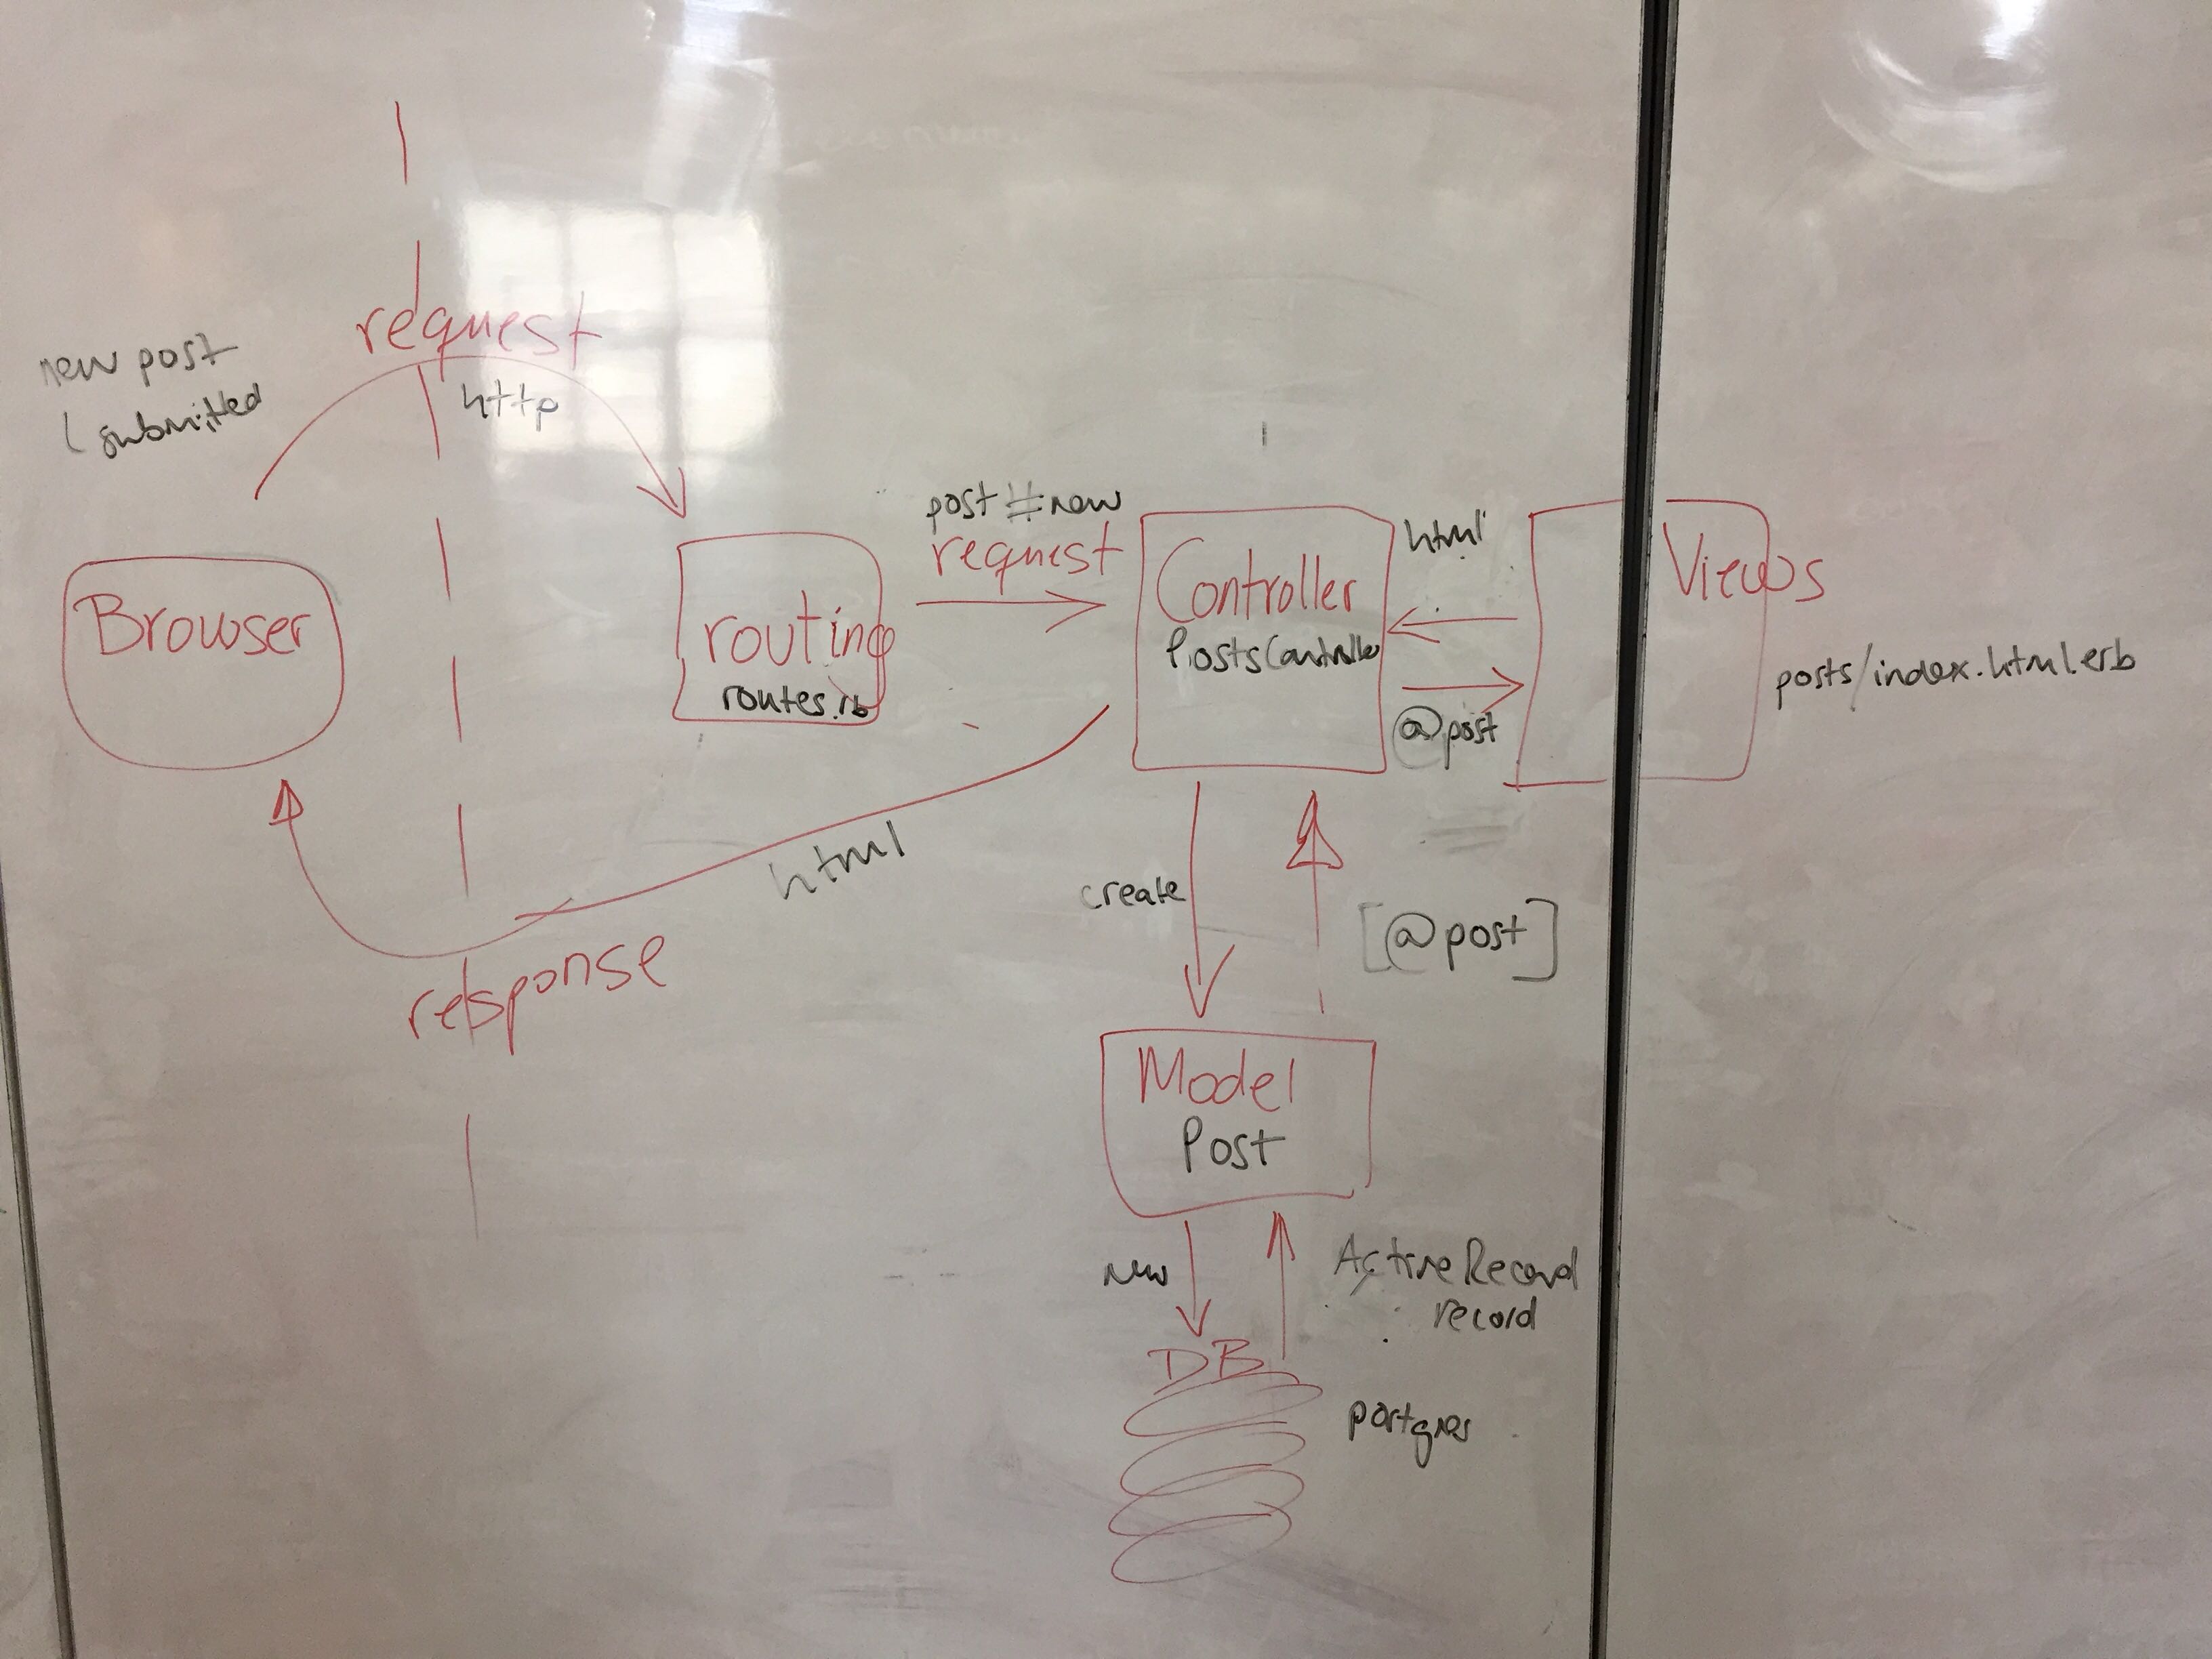 request
new post
submitted
http
post #new
request
html
Browser
Controller
PostsController
Views
routing
routes.rb
posts/index.html.erb
@post
html
create
[@post]
response
Model
Post
new
ActiveRecord
record
DB
postgres